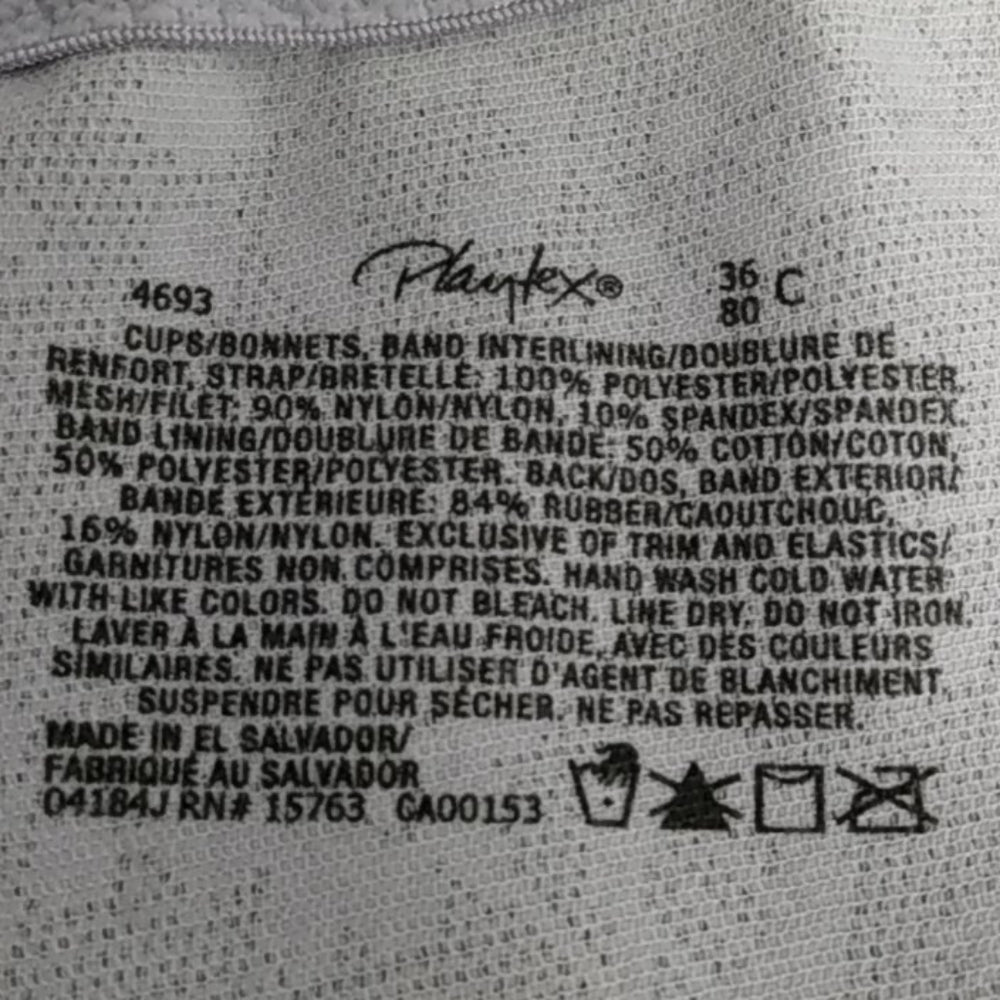 4693 Playtex® 36 C
80
CUPS/BONNETS, BAND INTERLINING/DOUBLURE DE
RENFORT, STRAP/BRETELLE: 100% POLYESTER/POLYESTER.
MESH/FILET: 90% NYLON/NYLON, 10% SPANDEX/SPANDEX.
BAND LINING/DOUBLURE DE BANDE: 50% COTTON/COTON,
50% POLYESTER/POLYESTER. BACK/DOS, BAND EXTERIOR/
BANDE EXTÉRIEURE: 84% RUBBER/CAOUTCHOUC,
16% NYLON/NYLON. EXCLUSIVE OF TRIM AND ELASTICS/
GARNITURES NON COMPRISES. HAND WASH COLD WATER
WITH LIKE COLORS. DO NOT BLEACH. LINE DRY. DO NOT IRON.
LAVER À LA MAIN À L'EAU FROIDE, AVEC DES COULEURS
SIMILAIRES. NE PAS UTILISER D'AGENT DE BLANCHIMENT.
SUSPENDRE POUR SÉCHER. NE PAS REPASSER.
MADE IN EL SALVADOR/
FABRIQUÉ AU SALVADOR
04184J RN# 15763 CA00153